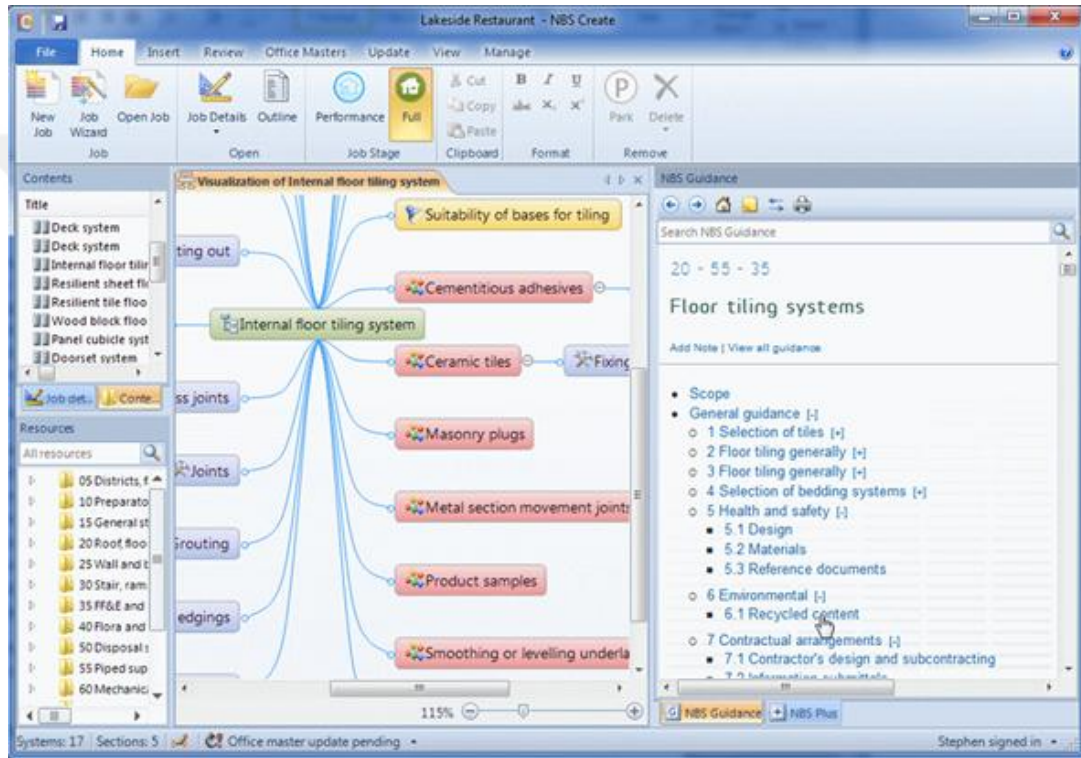 Lakeside Restaurant - NBS Create
File Home Insert Review Office Masters Update View Manage
New Job
Job Wizard
Open Job
Job
Job Details
Outline
Open
Performance
Full
Job Stage
Cut
Copy
Paste
Clipboard
B I U
abc X, X'
Format
Park
Delete
Remove
Contents
Title
Deck system
Deck system
Internal floor tilin
Resilient sheet flo
Resilient tile floo
Wood block floo
Panel cubicle syst
Doorset system
Job det... Conte...
Resources
All resources
05 Districts, f
10 Preparato
15 General st
20 Roof, floo
25 Wall and b
30 Stair, ram
35 FF&E and
40 Flora and
50 Disposal s
55 Piped sup
60 Mechanica
Visualization of Internal floor tiling system
Suitability of bases for tiling
ting out
Cementitious adhesives
Internal floor tiling system
Ceramic tiles
Fixing
ss joints
Masonry plugs
Joints
Metal section movement joints
Grouting
Product samples
edgings
Smoothing or levelling underla
115%
NBS Guidance
Search NBS Guidance
20 - 55 - 35
Floor tiling systems
Add Note | View all guidance
Scope
General guidance [-]
1 Selection of tiles [+]
2 Floor tiling generally [+]
3 Floor tiling generally [+]
4 Selection of bedding systems [+]
5 Health and safety [-]
5.1 Design
5.2 Materials
5.3 Reference documents
6 Environmental [-]
6.1 Recycled content
7 Contractual arrangements [-]
7.1 Contractor's design and subcontracting
7.2 Information submittals
NBS Guidance NBS Plus
Systems: 17 Sections: 5 Office master update pending
Stephen signed in